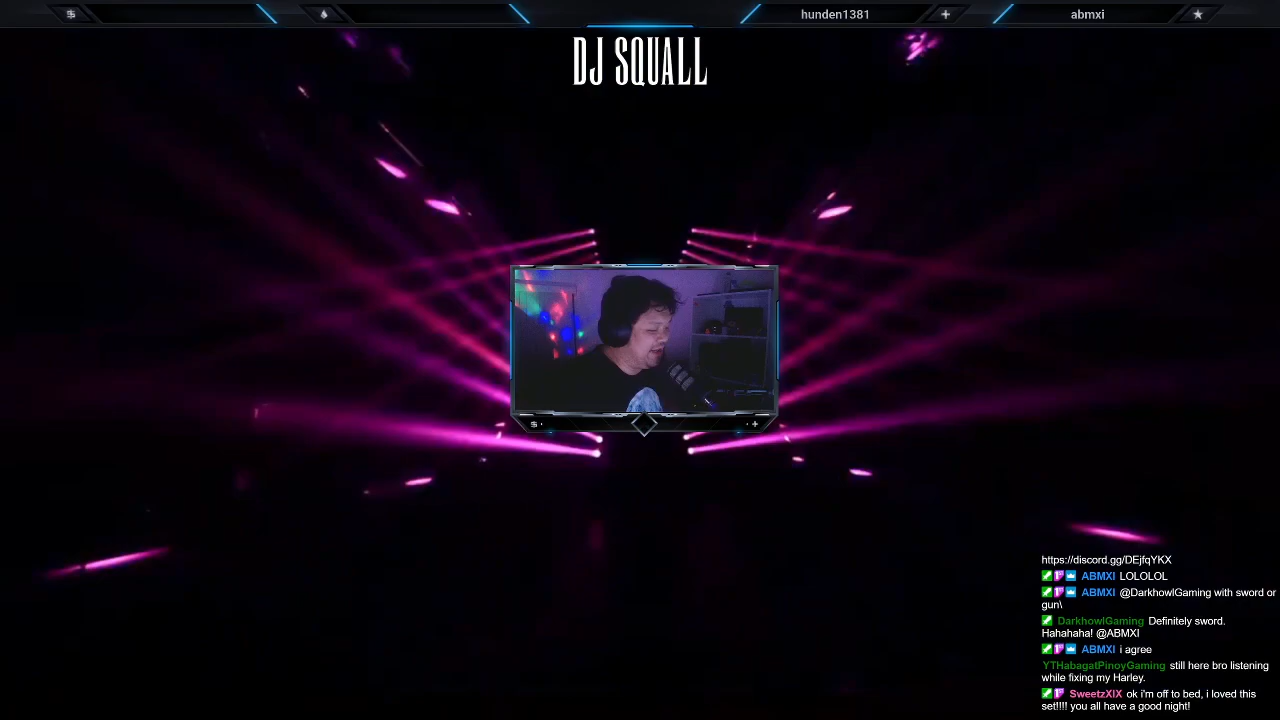 hunden1381
abmxi
DJ SQUALL
https://discord.gg/DEjfqYKX
ABMXI LOLOLOL
ABMXI @DarkhowlGaming with sword or
gun\
DarkhowlGaming Definitely sword.
Hahahaha! @ABMXI
ABMXI i agree
YTHabagatPinoyGaming still here bro listening
while fixing my Harley.
SweetzXIX ok i'm off to bed, i loved this
set!!!! you all have a good night!